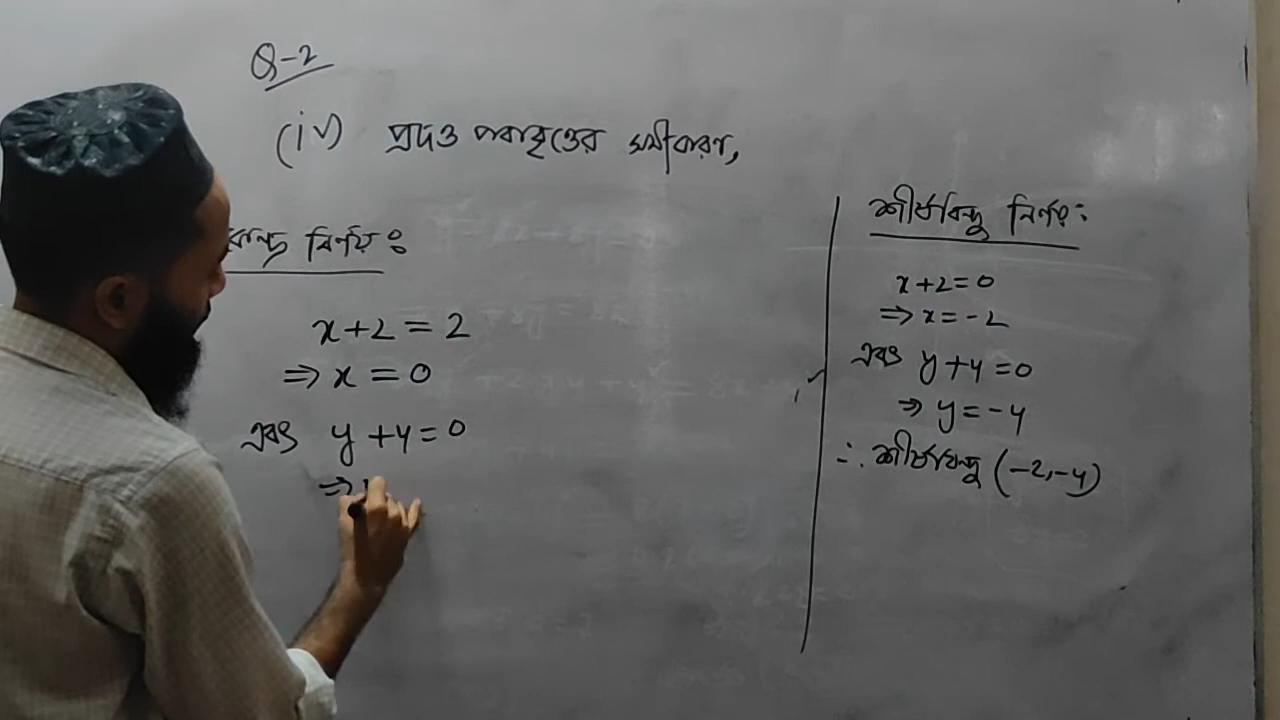 Q-2
(iv) প্রদত্ত পরাবৃত্তের সমীকরণ,
নির্ণয় :
x+2 = 2
⇒ x = 0
এবং y+4 = 0
⇒
শীর্ষবিন্দু নির্ণয় :
x+2=0
⇒ x = -2
এবং y+4 = 0
⇒ y = -4
∴ শীর্ষবিন্দু (-2,-4)